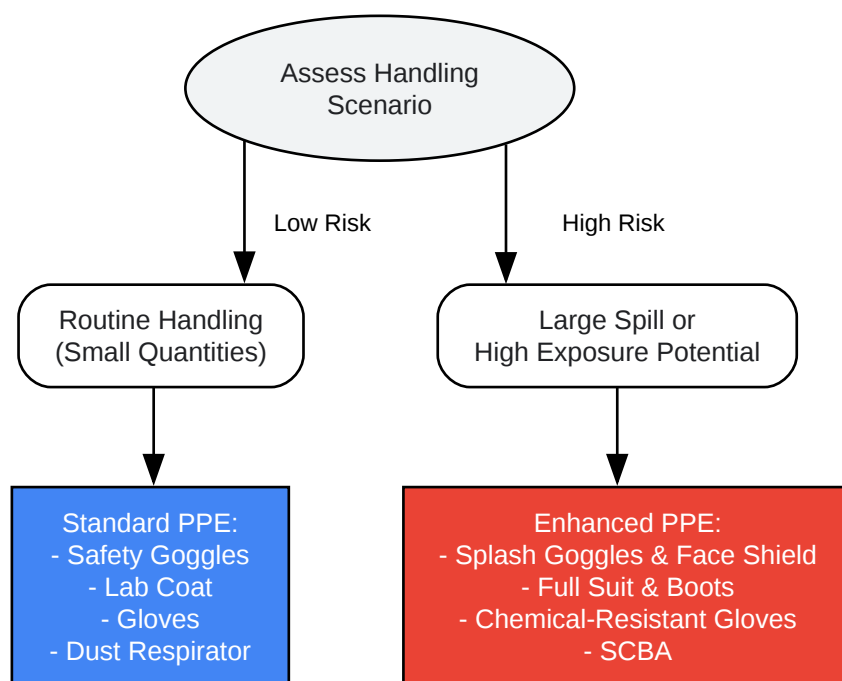 Assess Handling
Scenario
Low Risk
High Risk
Routine Handling
(Small Quantities)
Large Spill or
High Exposure Potential
Standard PPE:
- Safety Goggles
- Lab Coat
- Gloves
- Dust Respirator
Enhanced PPE:
- Splash Goggles & Face Shield
- Full Suit & Boots
- Chemical-Resistant Gloves
- SCBA